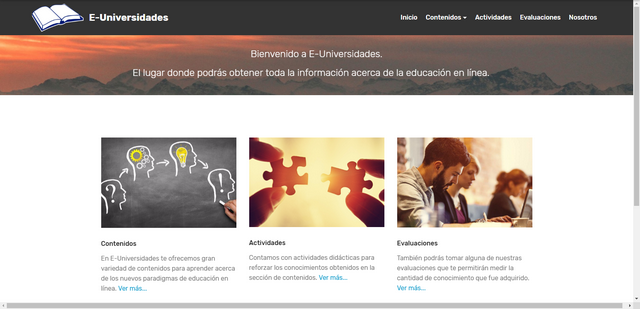 E-Universidades
Inicio Contenidos Actividades Evaluaciones Nosotros
Bienvenido a E-Universidades.
El lugar donde podrás obtener toda la información acerca de la educación en línea.
?
!
Contenidos
En E-Universidades te ofrecemos gran
variedad de contenidos para aprender acerca
de los nuevos paradigmas de educación en
línea. Ver más...
Actividades
Contamos con actividades didácticas para
reforzar los conocimientos obtenidos en la
sección de contenidos. Ver más...
Evaluaciones
También podrás tomar alguna de nuestras
evaluaciones que te permitirán medir la
cantidad de conocimiento que fue adquirido.
Ver más...